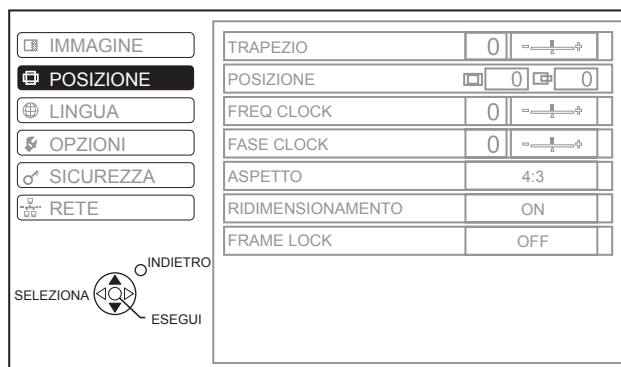 IMMAGINE
POSIZIONE
LINGUA
OPZIONI
SICUREZZA
RETE
INDIETRO
SELEZIONA
ESEGUI
TRAPEZIO 0
POSIZIONE 0 0
FREQ CLOCK 0
FASE CLOCK 0
ASPETTO 4:3
RIDIMENSIONAMENTO ON
FRAME LOCK OFF